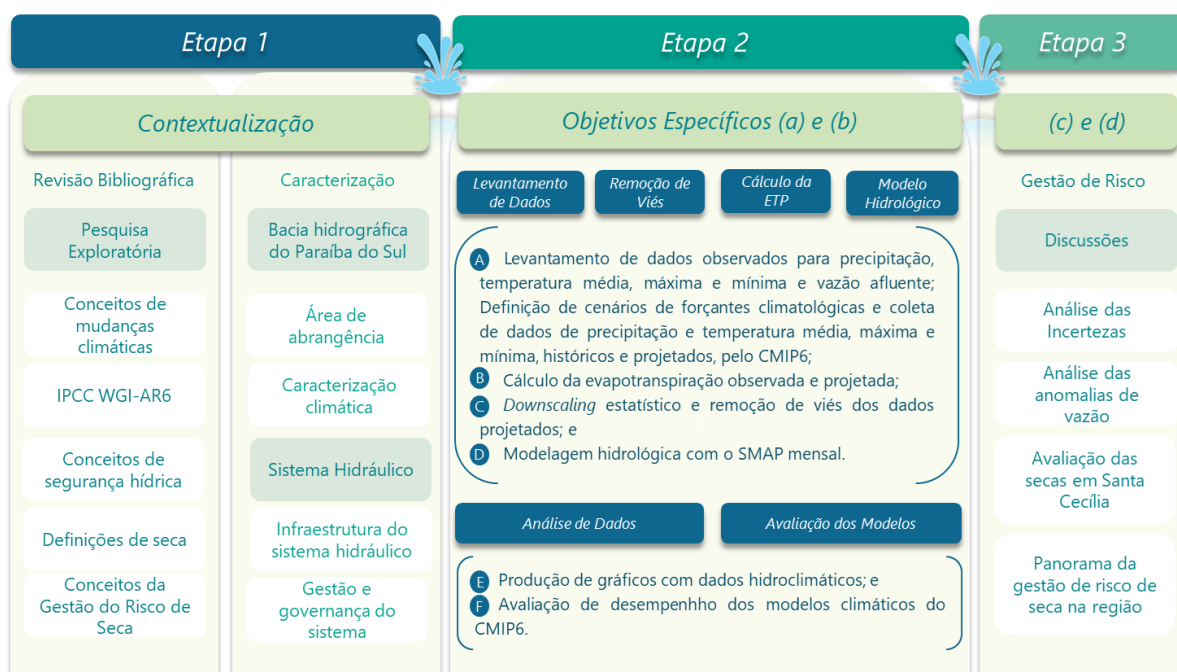 Etapa 1
Contextualização
Revisão Bibliográfica
Pesquisa
Exploratória
Conceitos de
mudanças
climáticas
IPCC WGI-AR6
Conceitos de
segurança hídrica
Definições de seca
Conceitos da
Gestão do Risco de
Seca
Caracterização
Bacia hidrográfica
do Paraíba do Sul
Área de
abrangência
Caracterização
climática
Sistema Hidráulico
Infraestrutura do
sistema hidráulico
Gestão e
governança do
sistema
Etapa 2
Objetivos Específicos (a) e (b)
Levantamento
de Dados
Remoção de
Viés
Cálculo da
ETP
Modelo
Hidrológico
A Levantamento de dados observados para precipitação,
temperatura média, máxima e mínima e vazão afluente;
Definição de cenários de forçantes climatológicas e coleta
de dados de precipitação e temperatura média, máxima e
mínima, históricos e projetados, pelo CMIP6;
B Cálculo da evapotranspiração observada e projetada;
C Downscaling estatístico e remoção de viés dos dados
projetados; e
D Modelagem hidrológica com o SMAP mensal.
Análise de Dados
Avaliação dos Modelos
E Produção de gráficos com dados hidroclimáticos; e
F Avaliação de desempenhho dos modelos climáticos do
CMIP6.
Etapa 3
(c) e (d)
Gestão de Risco
Discussões
Análise das
Incertezas
Análise das
anomalias de
vazão
Avaliação das
secas em Santa
Cecília
Panorama da
gestão de risco de
seca na região